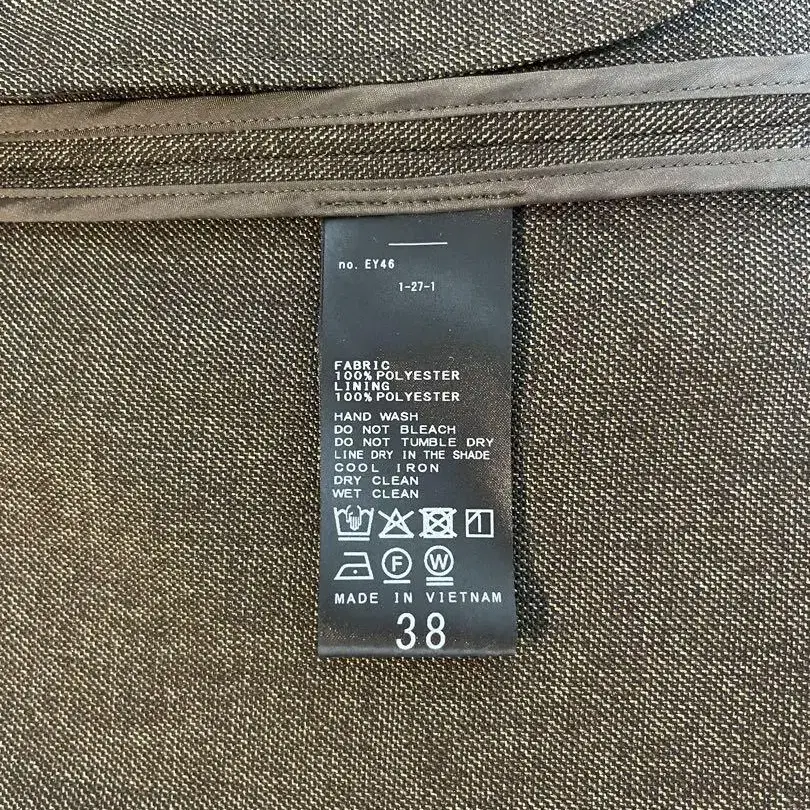 no. EY46
1-27-1
FABRIC
100% POLYESTER
LINING
100% POLYESTER
HAND WASH
DO NOT BLEACH
DO NOT TUMBLE DRY
LINE DRY IN THE SHADE
COOL IRON
DRY CLEAN
WET CLEAN
F W
MADE IN VIETNAM
38